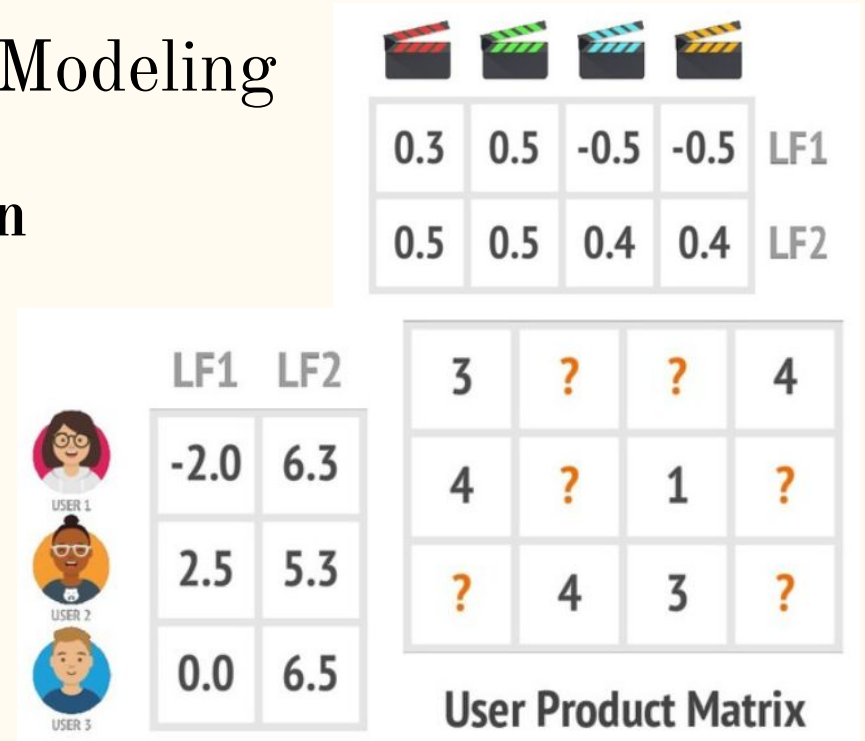 Modeling
n
0.3 0.5 -0.5 -0.5 LF1
0.5 0.5 0.4 0.4 LF2
LF1 LF2
USER 1 -2.0 6.3
USER 2 2.5 5.3
USER 3 0.0 6.5
3 ? ? 4
4 ? 1 ?
? 4 3 ?
User Product Matrix